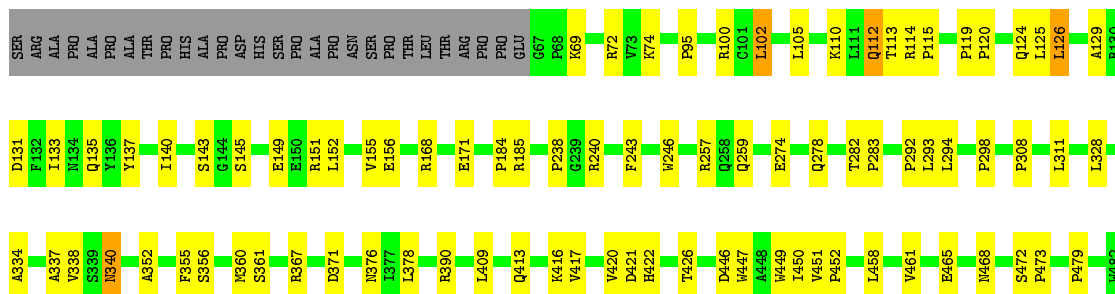 SER ARG ALA PRO ALA PRO ALA THR PRO HIS ALA PRO ASP HIS SER PRO ALA PRO ASN SER PRO THR LEU THR ARG PRO PRO GLU G67 P68 K69 R72 V73 K74 P95 R100 C101 L102 L105 K110 L111 Q112 T113 R114 P115 P119 P120 Q124 L125 L126 A129 R130
D131 F132 I133 N134 Q135 Y136 Y137 I140 S143 G144 S145 E149 E150 R151 L152 V155 E156 R168 E171 P184 R185 P238 G239 R240 F243 W246 R257 Q258 Q259 E274 Q278 T282 P283 P292 L293 L294 P298 P308 L311 L328
A334 A337 V338 S339 N340 A352 F355 S356 M360 S361 R367 D371 N376 I377 L378 R390 L409 Q413 K416 V417 V420 D421 H422 T426 D446 W447 A448 W449 I450 V451 P452 L458 V461 E465 N468 S472 P473 P479